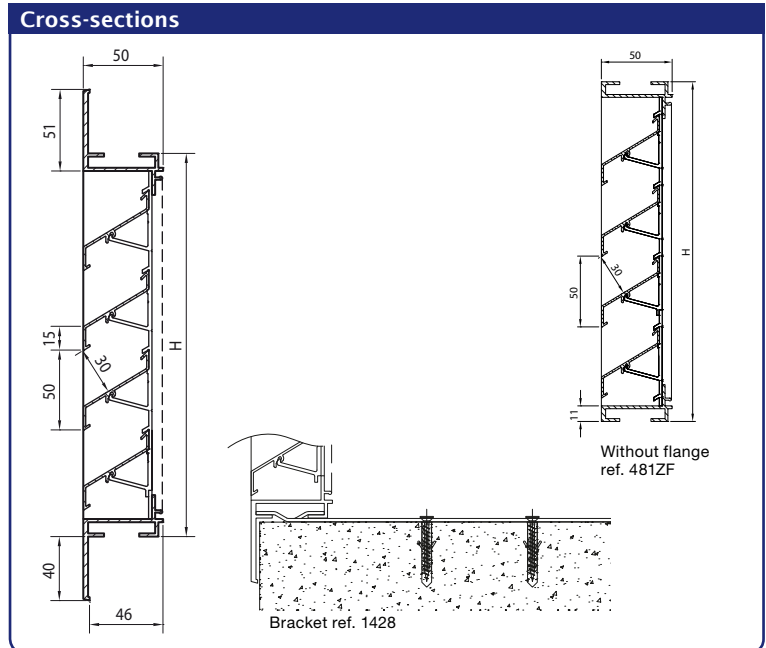 Cross-sections
50
51
15
30
50
H
40
46
Bracket ref. 1428
50
50
30
H
11
Without flange
ref. 481ZF